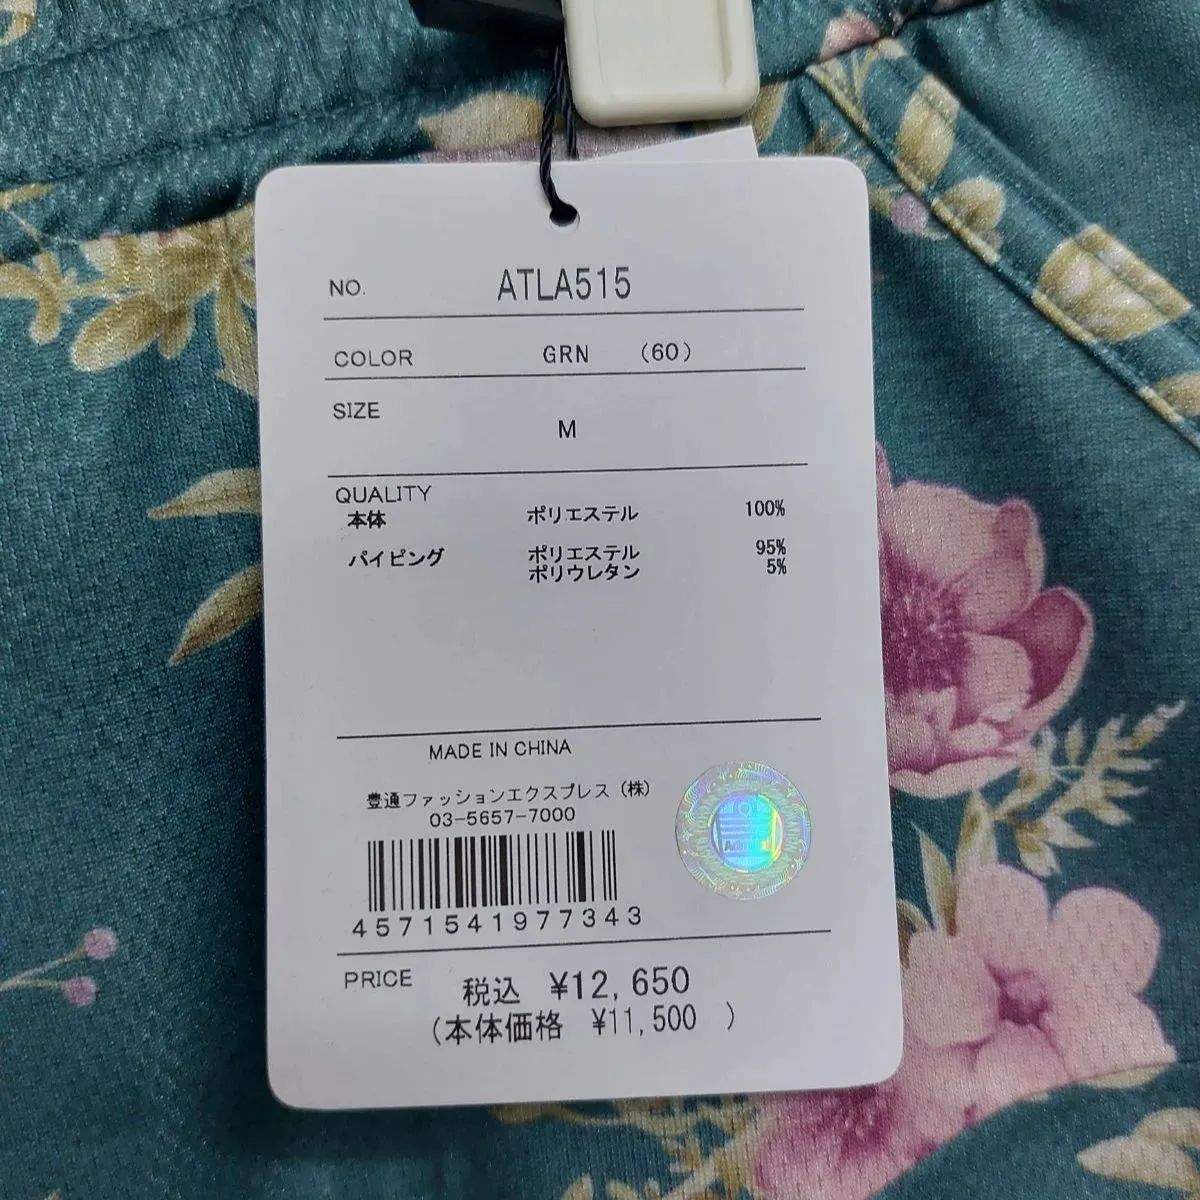 NO. ATLA515
COLOR GRN (60)
SIZE
M
QUALITY
本体 ポリエステル 100%
パイピング ポリエステル 95%
ポリウレタン 5%
MADE IN CHINA
豊通ファッションエクスプレス(株)
03-5657-7000
4571541977343
PRICE 税込 ¥12,650
(本体価格 ¥11,500 )